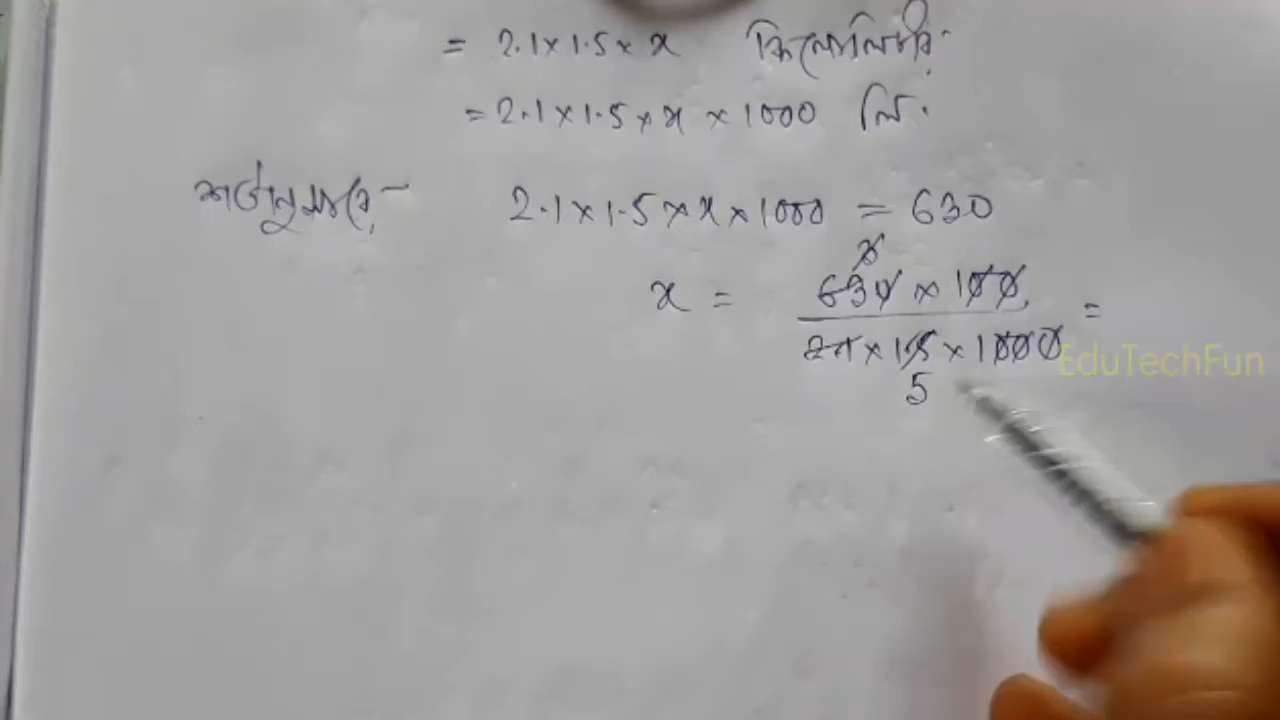 = 2.1 × 1.5 × x কিলোলিটার
= 2.1 × 1.5 × x × 1000 লি.
শর্তানুসারে,– 2.1 × 1.5 × x × 1000 = 630
3
x = 630 × 100 =
21 × 15 × 1000
5
EduTechFun